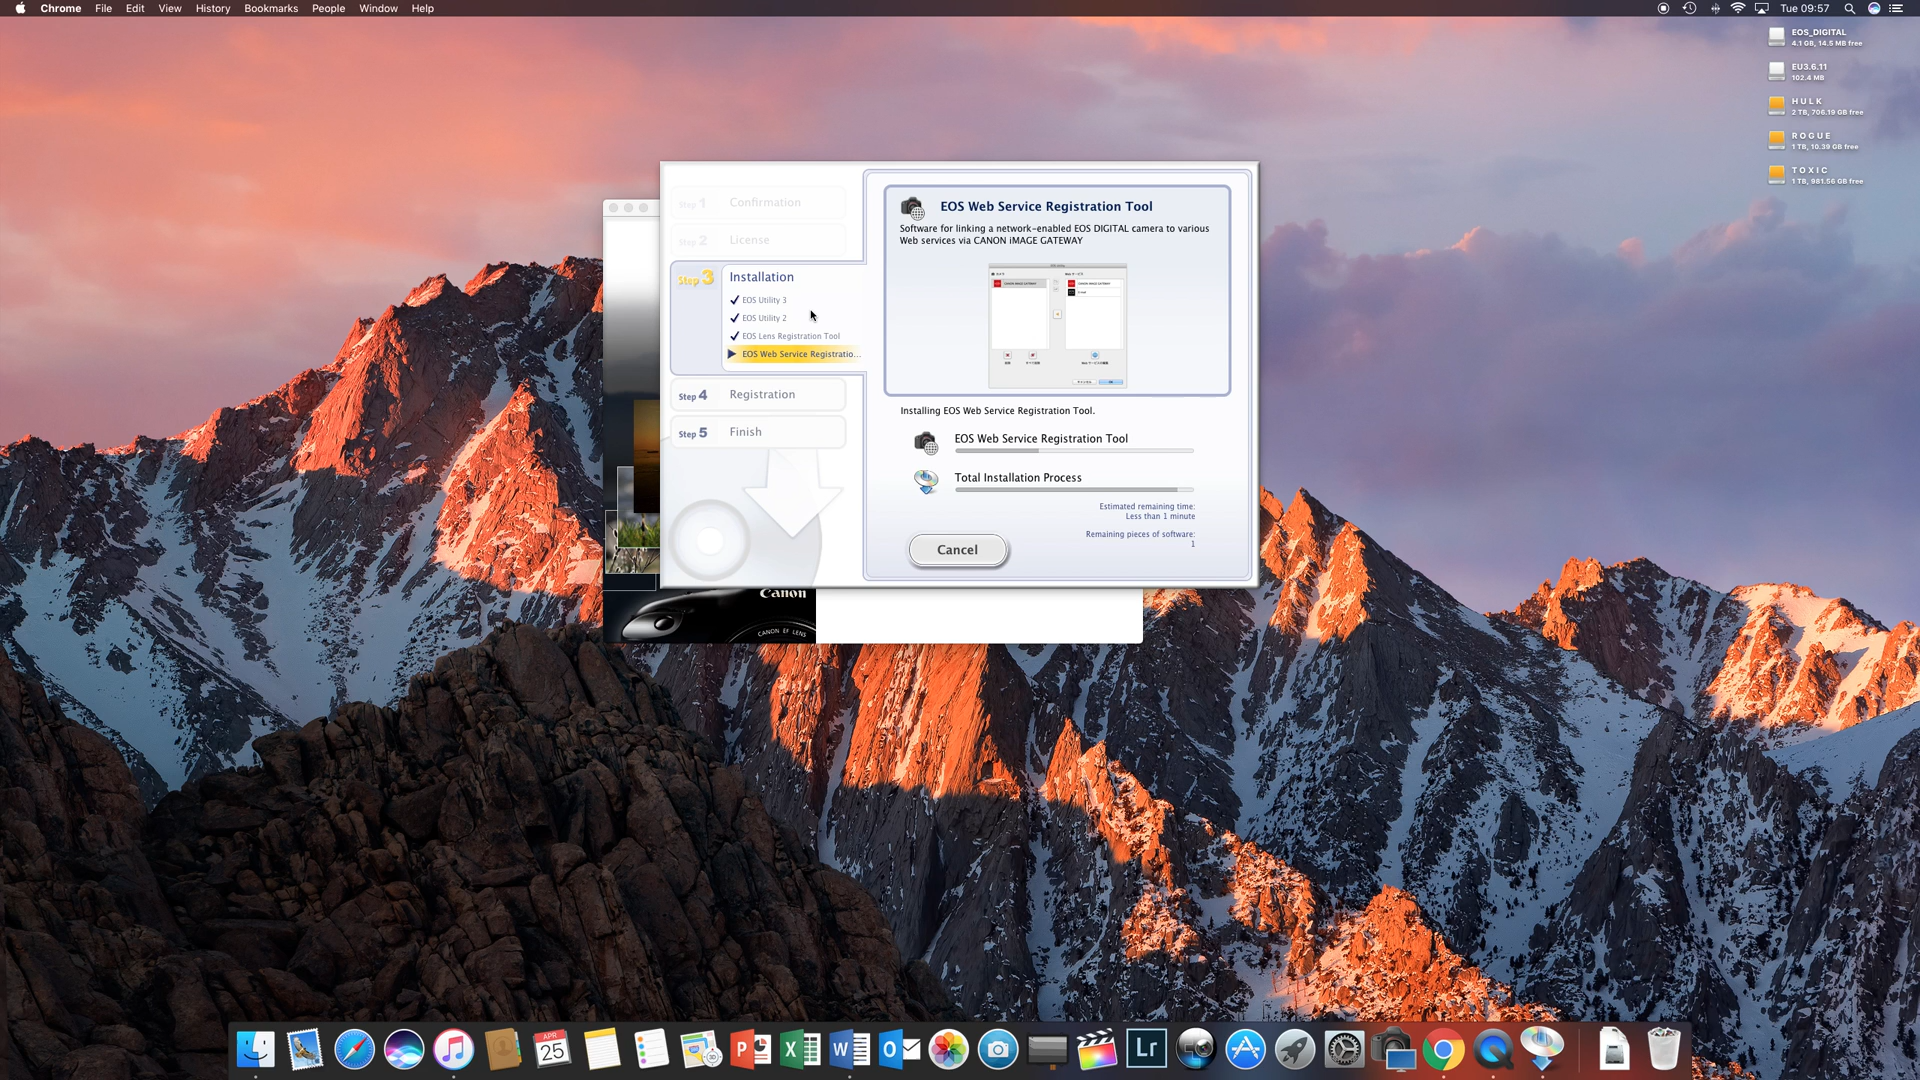 Chrome File Edit View History Bookmarks People Window Help
Tue 09:57
EOS_DIGITAL
4.1 GB, 14.5 MB free
EU3.6.11
102.4 MB
HULK
2 TB, 706.19 GB free
ROGUE
1 TB, 10.39 GB free
TOXIC
1 TB, 981.56 GB free
Step 1 Confirmation
Step 2 License
Step 3 Installation
EOS Utility 3
EOS Utility 2
EOS Lens Registration Tool
EOS Web Service Registratio...
Step 4 Registration
Step 5 Finish
EOS Web Service Registration Tool
Software for linking a network-enabled EOS DIGITAL camera to various
Web services via CANON iMAGE GATEWAY
Installing EOS Web Service Registration Tool.
EOS Web Service Registration Tool
Total Installation Process
Estimated remaining time:
Less than 1 minute
Remaining pieces of software:
1
Cancel
Canon
CANON EF LENS
APR
25
Lr